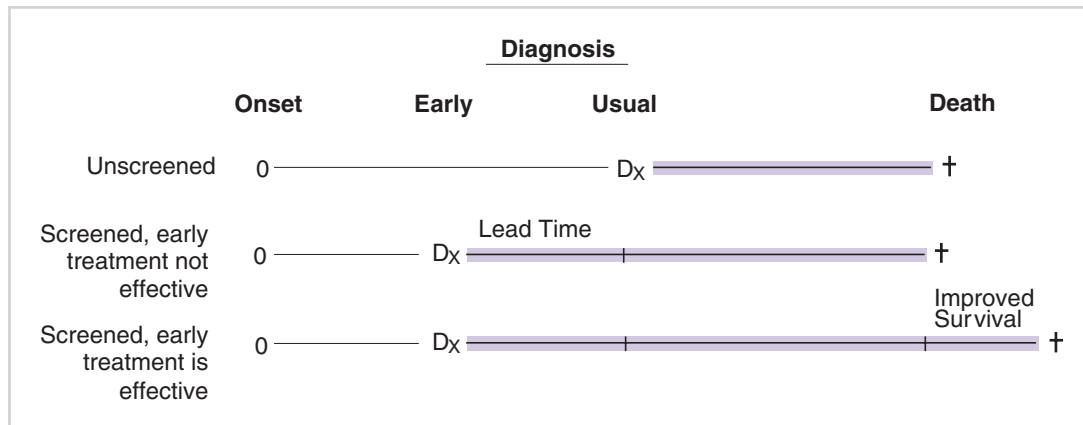 Diagnosis
Onset Early Usual Death
Unscreened 0 Dx †
Lead Time
Screened, early
treatment not
effective
0 Dx †
Improved
Survival
Screened, early
treatment is
effective
0 Dx †